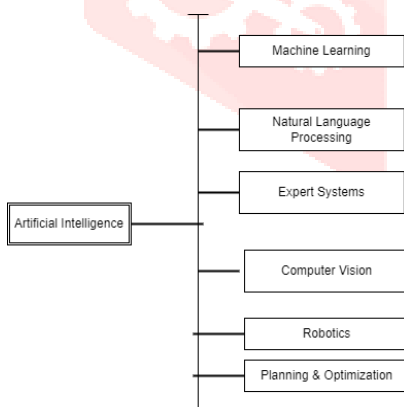 Machine Learning
Natural Language
Processing
Expert Systems
Artificial Intelligence
Computer Vision
Robotics
Planning & Optimization